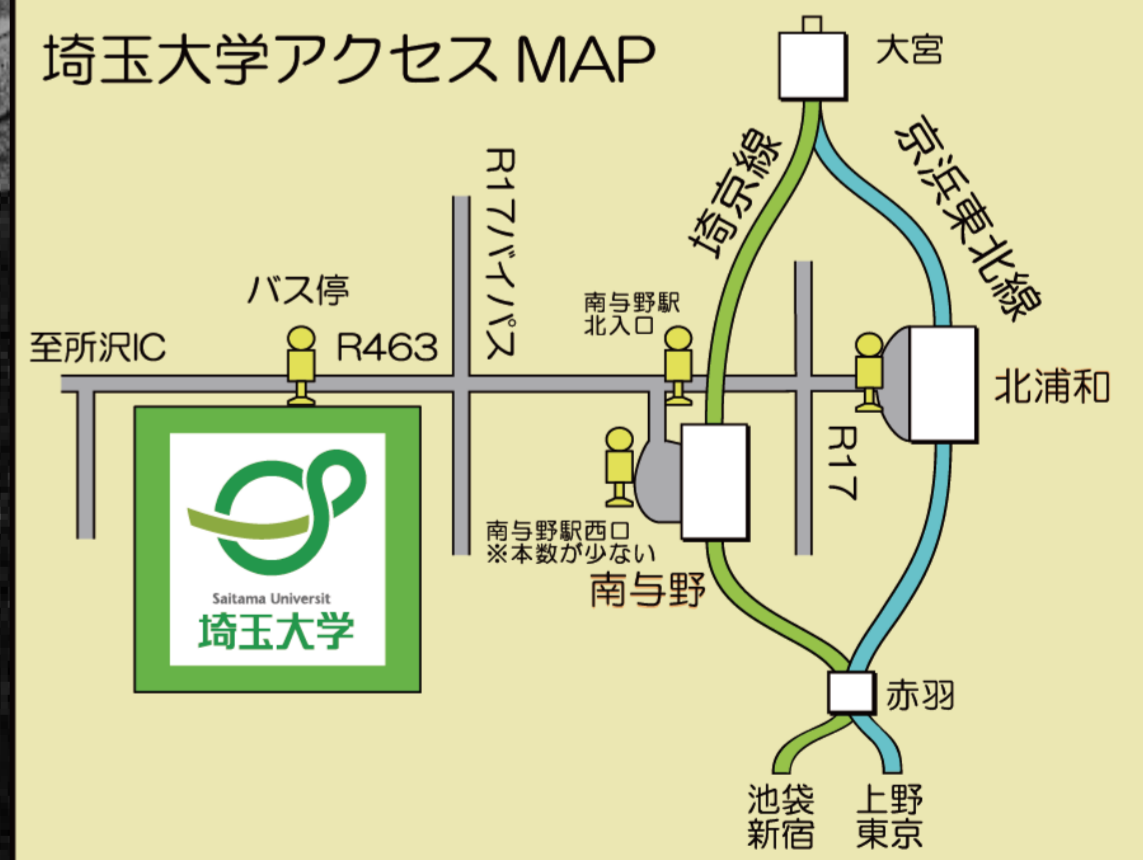 埼玉大学アクセス MAP
大宮
埼京線
京浜東北線
R17バイパス
バス停
南与野駅
北入口
至所沢IC
R463
北浦和
R17
南与野駅西口
※本数が少ない
南与野
Saitama Universit
埼玉大学
赤羽
池袋
新宿
上野
東京